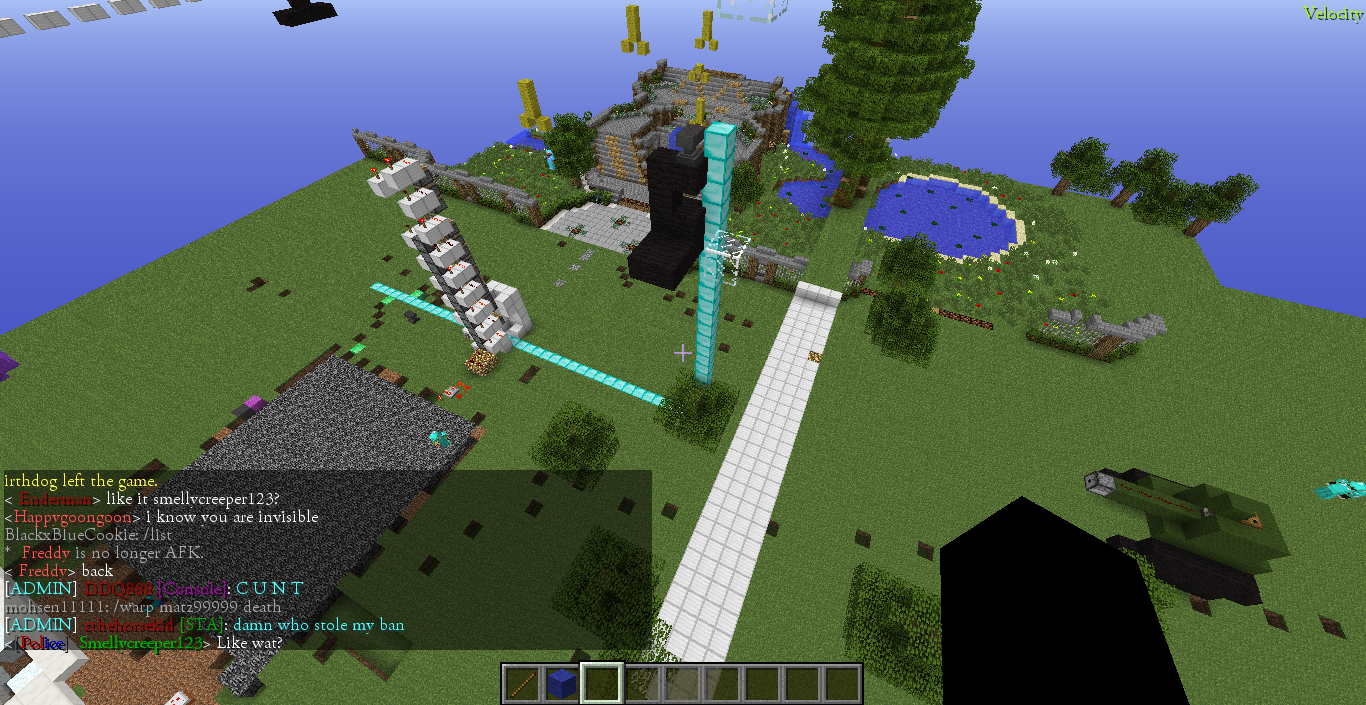 Velocity
irthdog left the game.
< Enderman> like it smellycreeper123?
<Happygoongoon> i know you are invisible
BlackxBlueCookie: /list
* Freddy is no longer AFK.
< Freddy> back
[ADMIN] DDQ888 [Console]: C U N T
mohsen11111: /warp matz99999 death
[ADMIN] [STA]: damn who stole my ban
<[Police] Smellycreeper123> Like wat?